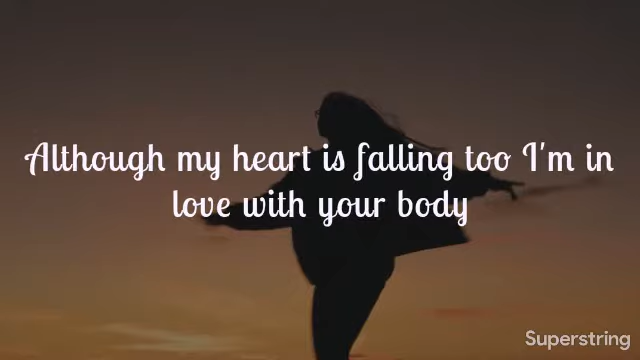 Although my heart is falling too I'm in
love with your body
Superstring